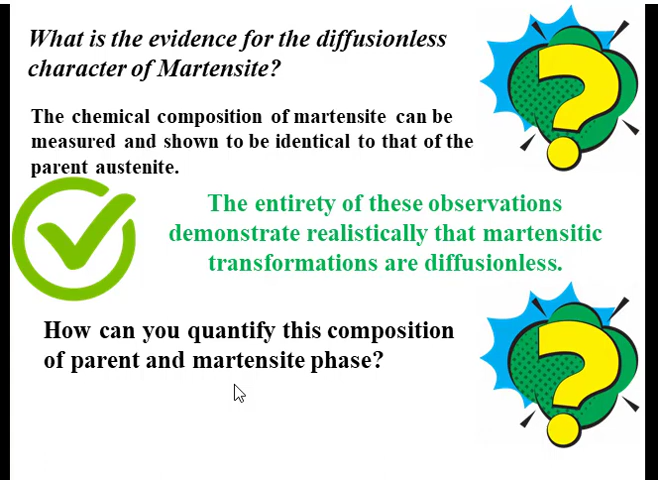 What is the evidence for the diffusionless
character of Martensite?
The chemical composition of martensite can be
measured and shown to be identical to that of the
parent austenite.
The entirety of these observations
demonstrate realistically that martensitic
transformations are diffusionless.
How can you quantify this composition
of parent and martensite phase?